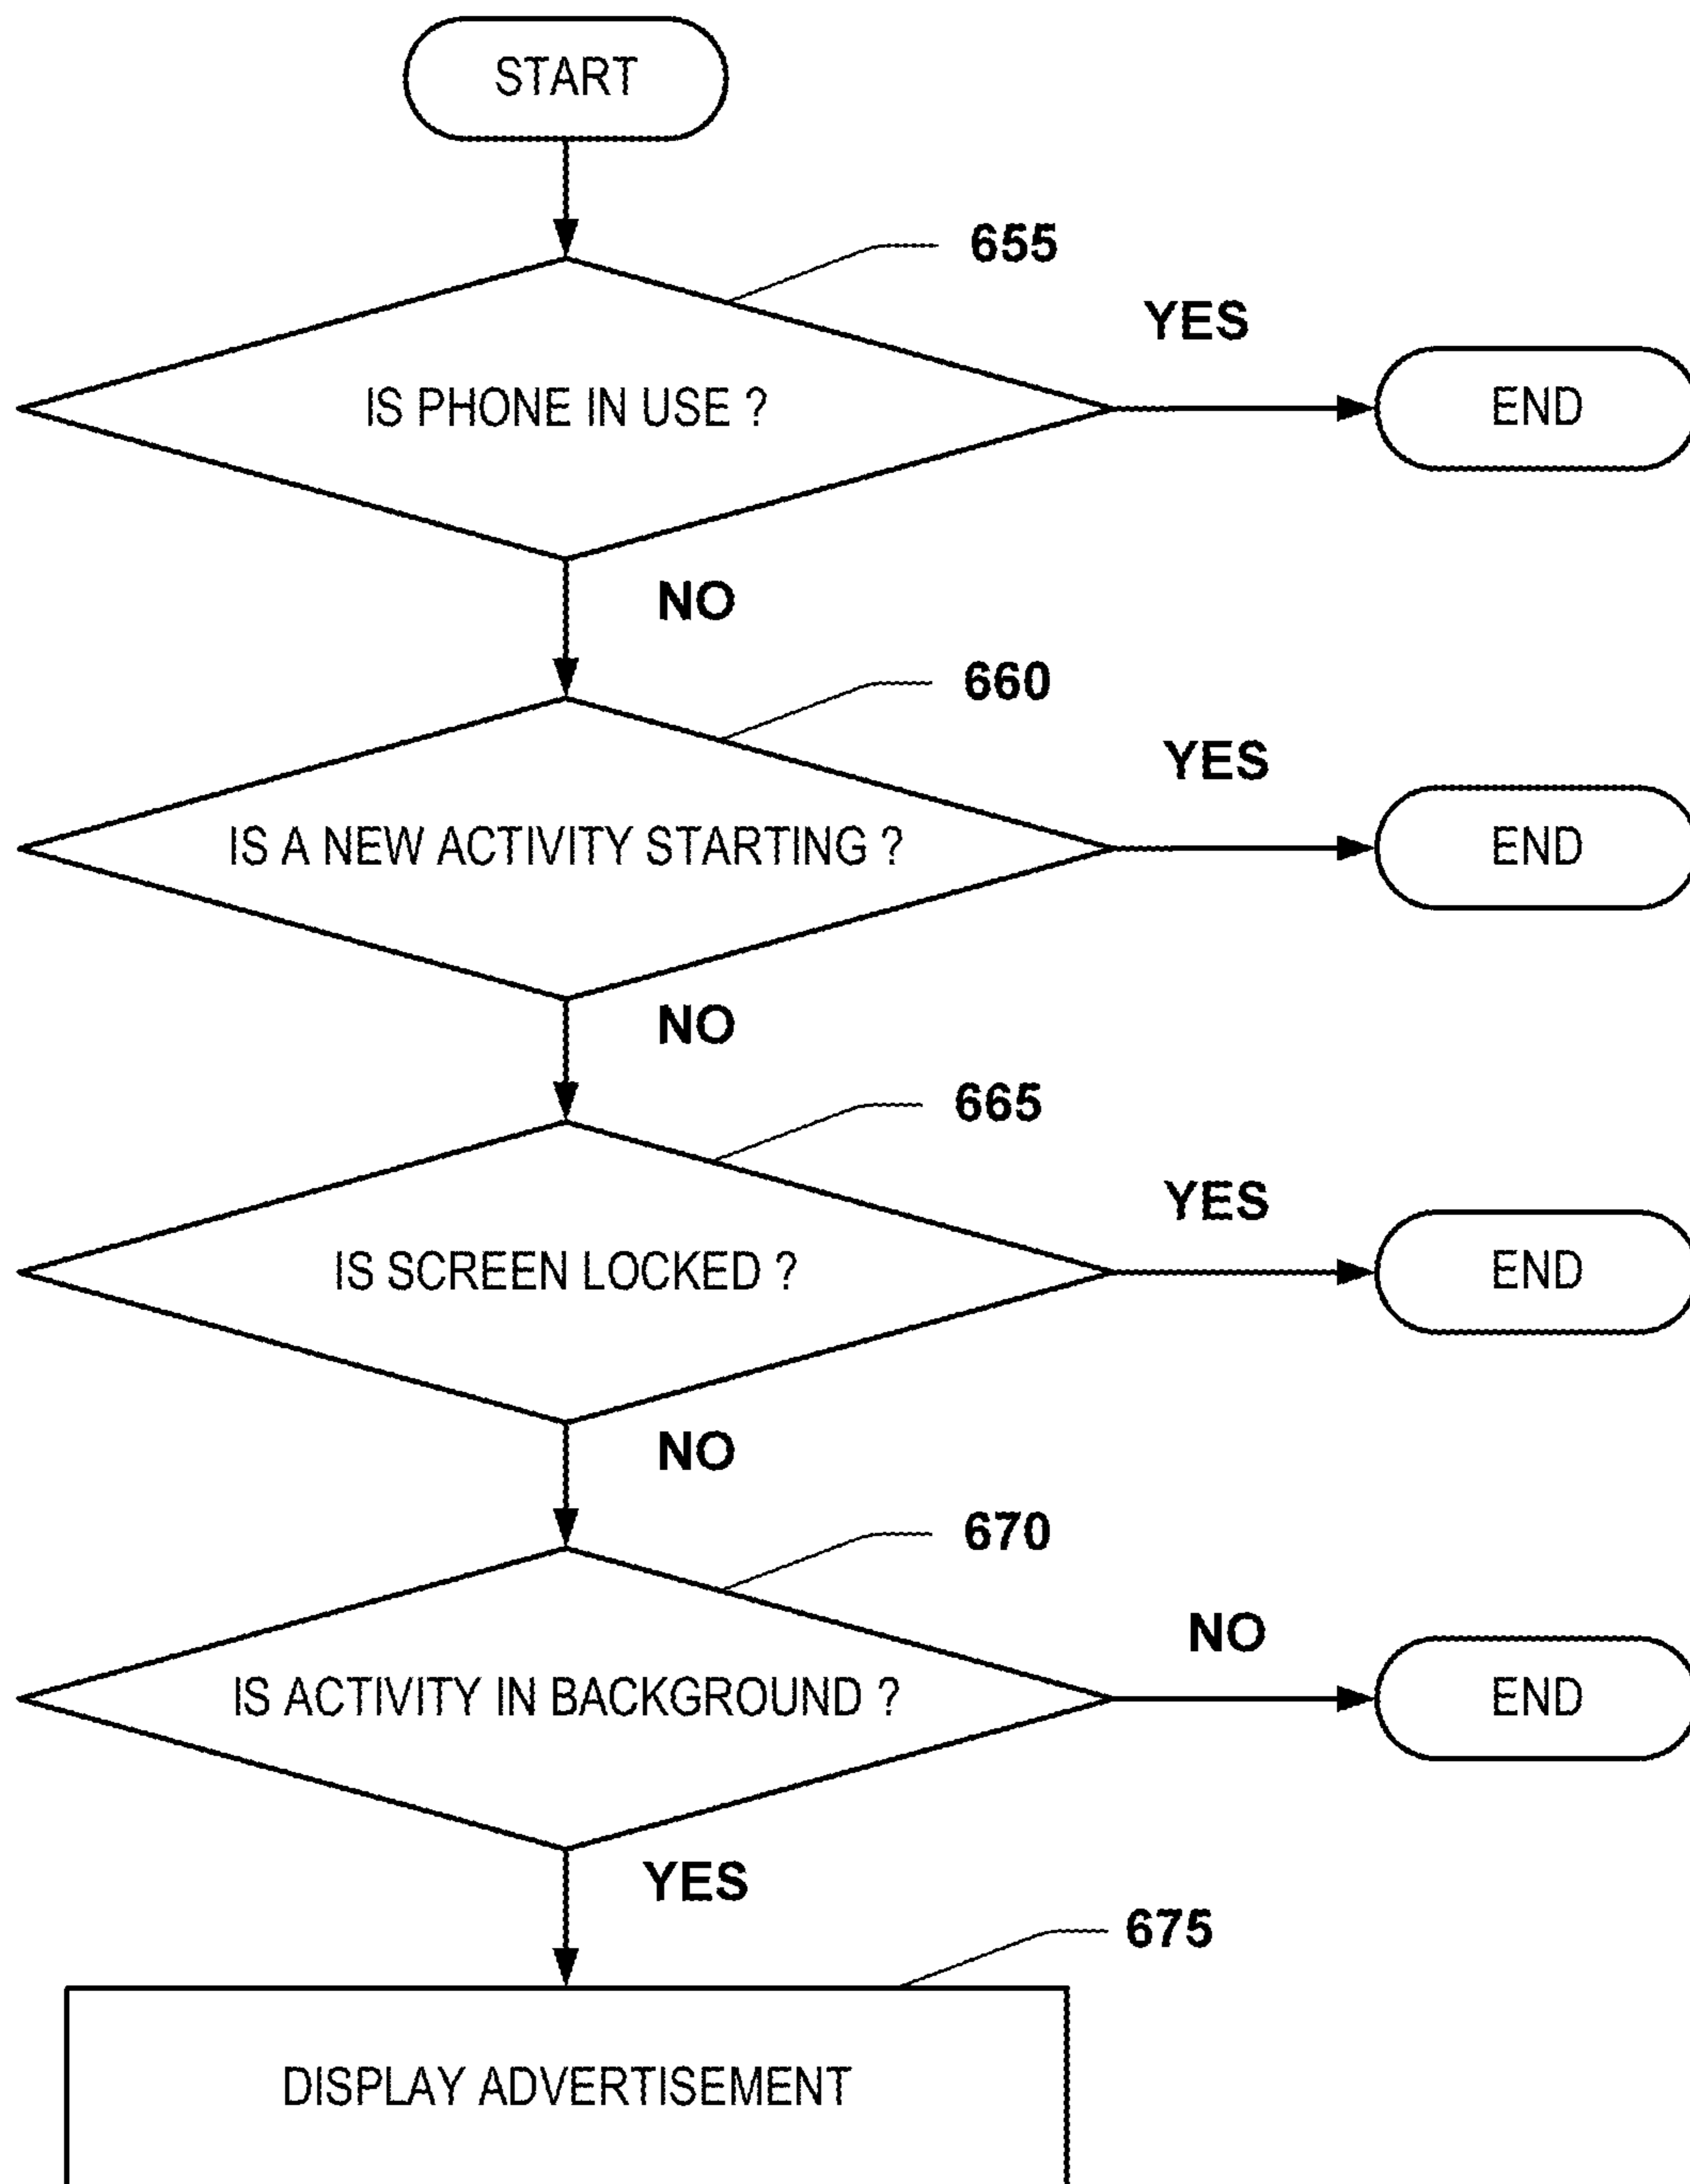 START
655
YES
IS PHONE IN USE ?
END
NO
660
YES
IS A NEW ACTIVITY STARTING ?
END
NO
665
YES
IS SCREEN LOCKED ?
END
NO
670
NO
IS ACTIVITY IN BACKGROUND ?
END
YES
675
DISPLAY ADVERTISEMENT